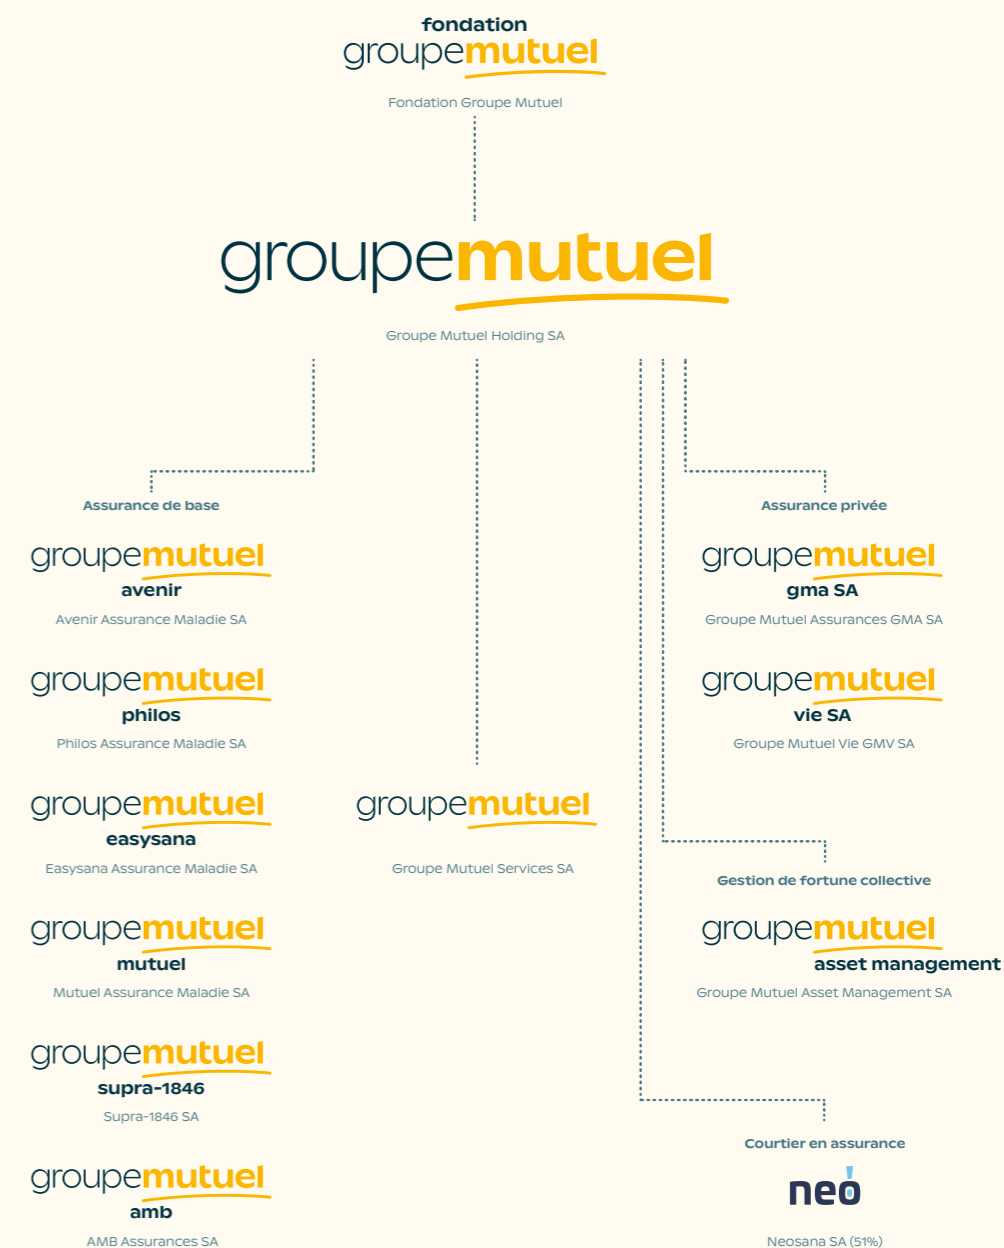 fondation
groupemutuel
Fondation Groupe Mutuel
groupemutuel
Groupe Mutuel Holding SA
Assurance de base
groupemutuel
avenir
Avenir Assurance Maladie SA
groupemutuel
philos
Philos Assurance Maladie SA
groupemutuel
easysana
Easysana Assurance Maladie SA
groupemutuel
mutuel
Mutuel Assurance Maladie SA
groupemutuel
supra-1846
Supra-1846 SA
groupemutuel
amb
AMB Assurances SA
groupemutuel
Groupe Mutuel Services SA
Assurance privée
groupemutuel
gma SA
Groupe Mutuel Assurances GMA SA
groupemutuel
vie SA
Groupe Mutuel Vie GMV SA
Gestion de fortune collective
groupemutuel
asset management
Groupe Mutuel Asset Management SA
Courtier en assurance
neo
Neosana SA (51%)